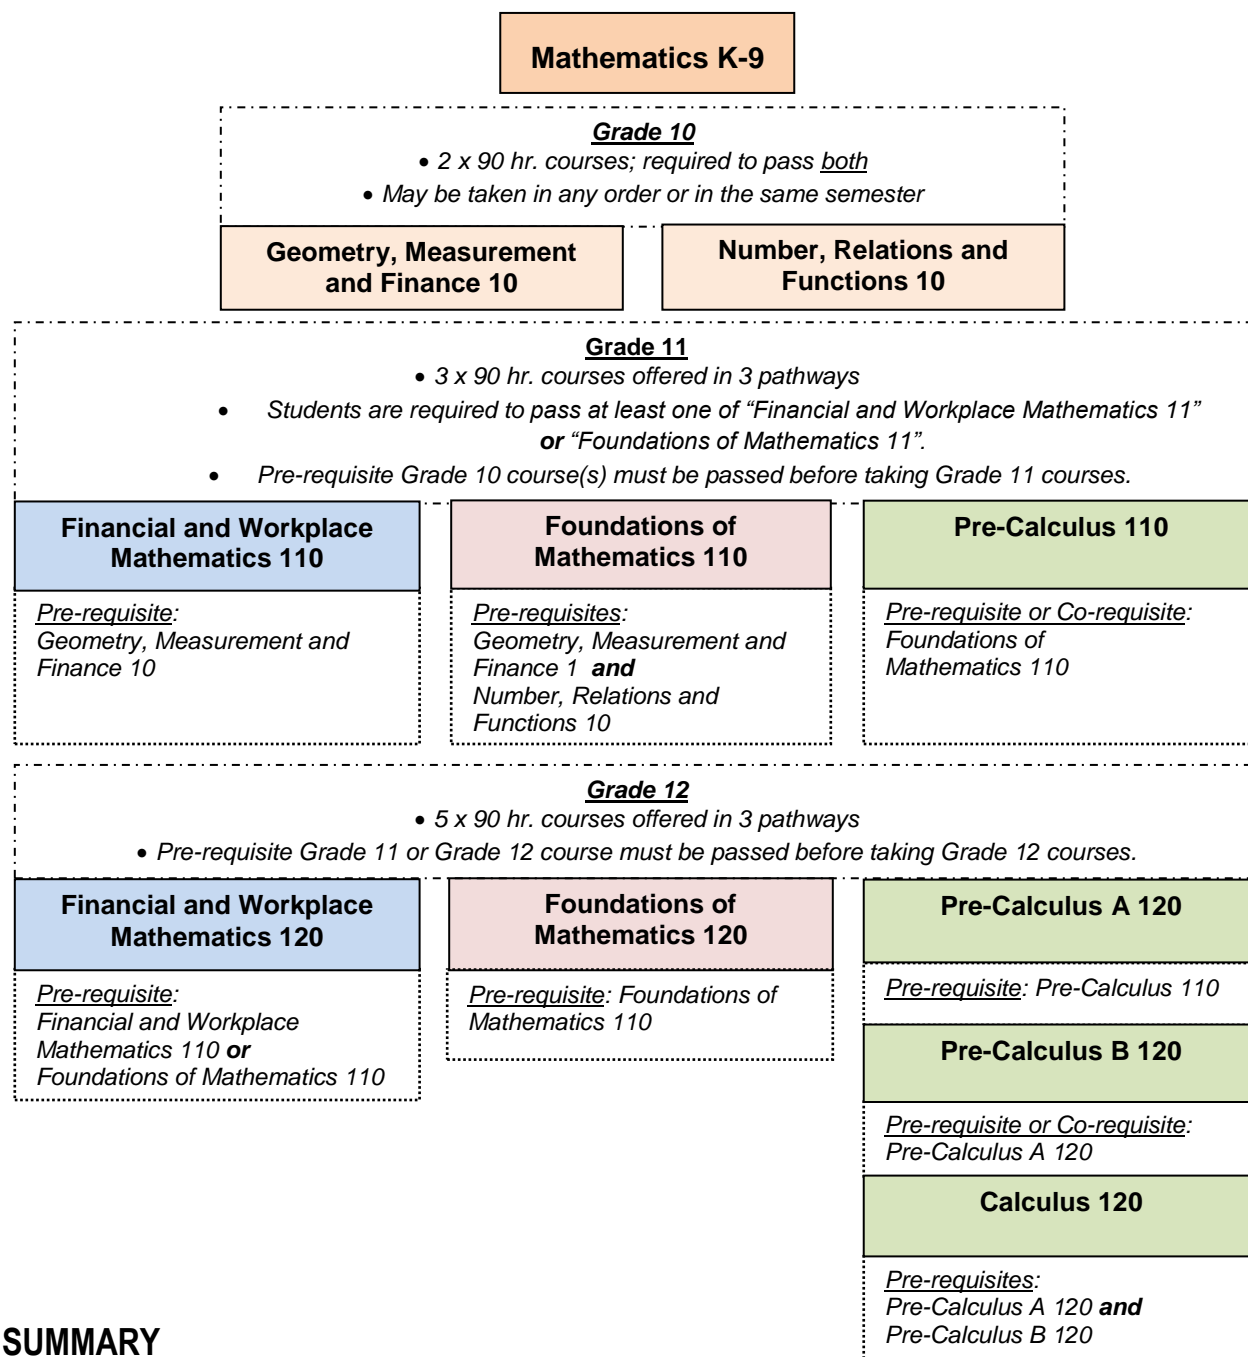 Mathematics K-9
Grade 10
• 2 x 90 hr. courses; required to pass both
• May be taken in any order or in the same semester
Geometry, Measurement
and Finance 10
Number, Relations and
Functions 10
Grade 11
• 3 x 90 hr. courses offered in 3 pathways
• Students are required to pass at least one of “Financial and Workplace Mathematics 11”
or “Foundations of Mathematics 11”.
• Pre-requisite Grade 10 course(s) must be passed before taking Grade 11 courses.
Financial and Workplace
Mathematics 110
Pre-requisite:
Geometry, Measurement and
Finance 10
Foundations of
Mathematics 110
Pre-requisites:
Geometry, Measurement and
Finance 1 and
Number, Relations and
Functions 10
Pre-Calculus 110
Pre-requisite or Co-requisite:
Foundations of
Mathematics 110
Grade 12
• 5 x 90 hr. courses offered in 3 pathways
• Pre-requisite Grade 11 or Grade 12 course must be passed before taking Grade 12 courses.
Financial and Workplace
Mathematics 120
Pre-requisite:
Financial and Workplace
Mathematics 110 or
Foundations of Mathematics 110
Foundations of
Mathematics 120
Pre-requisite: Foundations of
Mathematics 110
Pre-Calculus A 120
Pre-requisite: Pre-Calculus 110
Pre-Calculus B 120
Pre-requisite or Co-requisite:
Pre-Calculus A 120
Calculus 120
Pre-requisites:
Pre-Calculus A 120 and
Pre-Calculus B 120
SUMMARY